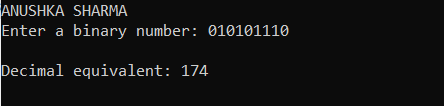 ANUSHKA SHARMA
Enter a binary number: 010101110
Decimal equivalent: 174